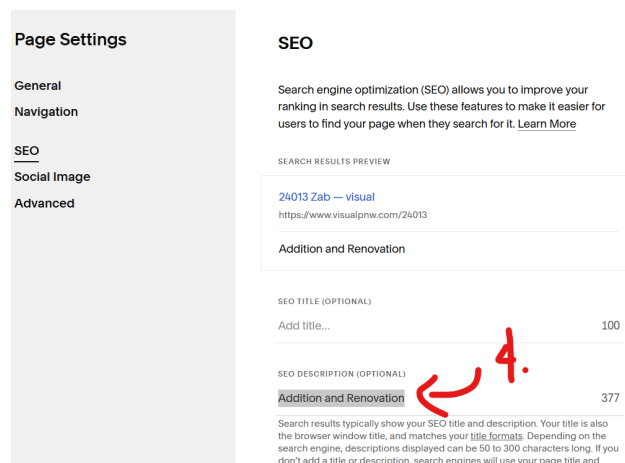 Page Settings
General
Navigation
SEO
Social Image
Advanced
SEO
Search engine optimization (SEO) allows you to improve your
ranking in search results. Use these features to make it easier for
users to find your page when they search for it. Learn More
SEARCH RESULTS PREVIEW
24013 Zab — visual
https://www.visualpnw.com/24013
Addition and Renovation
SEO TITLE (OPTIONAL)
Add title... 100
4.
SEO DESCRIPTION (OPTIONAL)
Addition and Renovation 377
Search results typically show your SEO title and description. Your title is also
the browser window title, and matches your title formats. Depending on the
search engine, descriptions displayed can be 50 to 300 characters long. If you
don't add a title or description, search engines will use your page title and